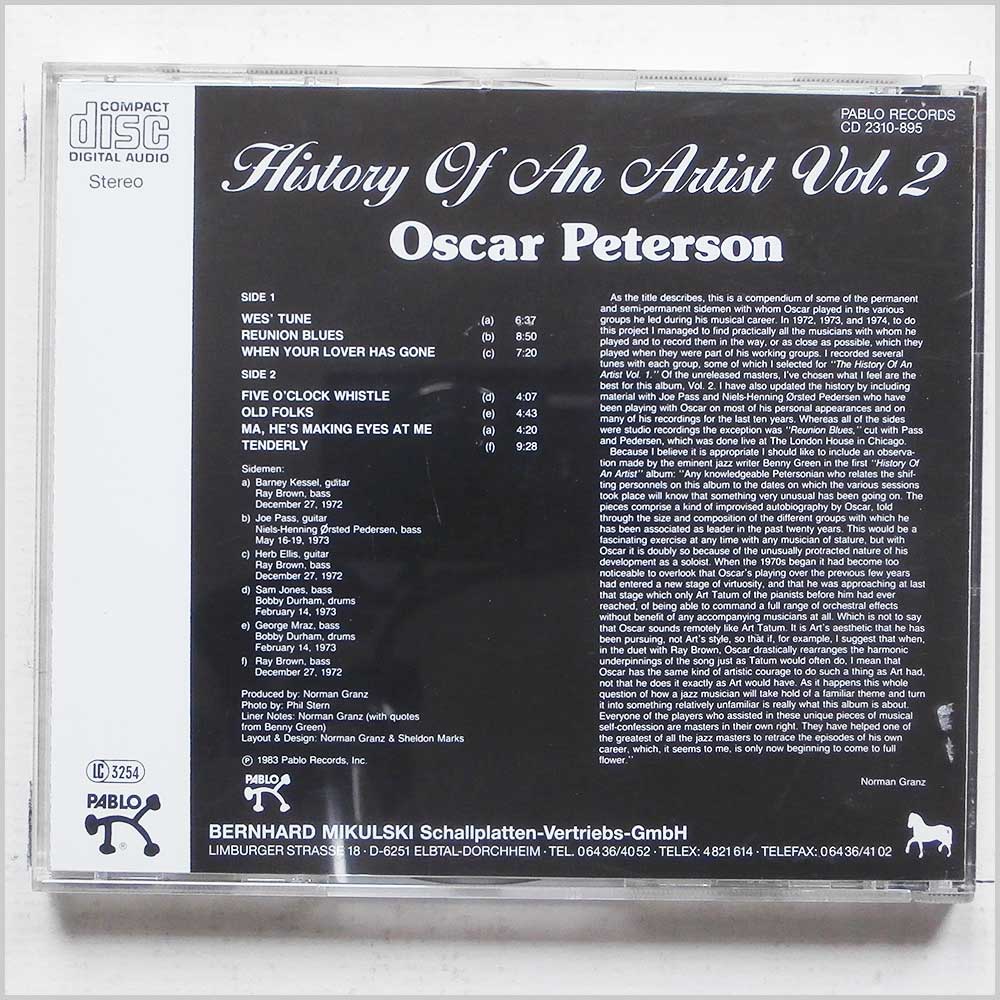 COMPACT
disc
DIGITAL AUDIO
Stereo
PABLO RECORDS
CD 2310-895
History Of An Artist Vol. 2
Oscar Peterson
SIDE 1
WES' TUNE (a) 6:37
REUNION BLUES (b) 8:50
WHEN YOUR LOVER HAS GONE (c) 7:20
SIDE 2
FIVE O'CLOCK WHISTLE (d) 4:07
OLD FOLKS (e) 4:43
MA, HE'S MAKING EYES AT ME (a) 4:20
TENDERLY (f) 9:28
Sidemen:
a) Barney Kessel, guitar
Ray Brown, bass
December 27, 1972
b) Joe Pass, guitar
Niels-Henning Ørsted Pedersen, bass
May 16-19, 1973
c) Herb Ellis, guitar
Ray Brown, bass
December 27, 1972
d) Sam Jones, bass
Bobby Durham, drums
February 14, 1973
e) George Mraz, bass
Bobby Durham, drums
February 14, 1973
f) Ray Brown, bass
December 27, 1972
Produced by: Norman Granz
Photo by: Phil Stern
Liner Notes: Norman Granz (with quotes
from Benny Green)
Layout & Design: Norman Granz & Sheldon Marks
℗ 1983 Pablo Records, Inc.
PABLO
As the title describes, this is a compendium of some of the permanent
and semi-permanent sidemen with whom Oscar played in the various
groups he led during his musical career. In 1972, 1973, and 1974, to do
this project I managed to find practically all the musicians with whom he
played and to record them in the way, or as close as possible, which they
played when they were part of his working groups. I recorded several
tunes with each group, some of which I selected for "The History Of An
Artist Vol. 1." Of the unreleased masters, I've chosen what I feel are the
best for this album, Vol. 2. I have also updated the history by including
material with Joe Pass and Niels-Henning Ørsted Pedersen who have
been playing with Oscar on most of his personal appearances and on
many of his recordings for the last ten years. Whereas all of the sides
were studio recordings the exception was "Reunion Blues," cut with Pass
and Pedersen, which was done live at The London House in Chicago.
Because I believe it is appropriate I should like to include an observa-
tion made by the eminent jazz writer Benny Green in the first "History Of
An Artist" album: "Any knowledgeable Petersonian who relates the shif-
ting personnels on this album to the dates on which the various sessions
took place will know that something very unusual has been going on. The
pieces comprise a kind of improvised autobiography by Oscar, told
through the size and composition of the different groups with which he
has been associated as leader in the past twenty years. This would be a
fascinating exercise at any time with any musician of stature, but with
Oscar it is doubly so because of the unusually protracted nature of his
development as a soloist. When the 1970s began it had become too
noticeable to overlook that Oscar's playing over the previous few years
had entered a new stage of virtuosity, and that he was approaching at last
that stage which only Art Tatum of the pianists before him had ever
reached, of being able to command a full range of orchestral effects
without benefit of any accompanying musicians at all. Which is not to say
that Oscar sounds remotely like Art Tatum. It is Art's aesthetic that he has
been pursuing, not Art's style, so that if, for example, I suggest that when,
in the duet with Ray Brown, Oscar drastically rearranges the harmonic
underpinnings of the song just as Tatum would often do, I mean that
Oscar has the same kind of artistic courage to do such a thing as Art had,
not that he does it exactly as Art would have. As it happens this whole
question of how a jazz musician will take hold of a familiar theme and turn
it into something relatively unfamiliar is really what this album is about.
Everyone of the players who assisted in these unique pieces of musical
self-confession are masters in their own right. They have helped one
of the greatest of all the jazz masters to retrace the episodes of his own
career, which, it seems to me, is only now beginning to come to full
flower."
Norman Granz
LC 3254
PABLO
®
BERNHARD MIKULSKI Schallplatten-Vertriebs-GmbH
LIMBURGER STRASSE 18 · D-6251 ELBTAL-DORCHHEIM · TEL. 06436/4052 · TELEX: 4821614 · TELEFAX: 06436/4102